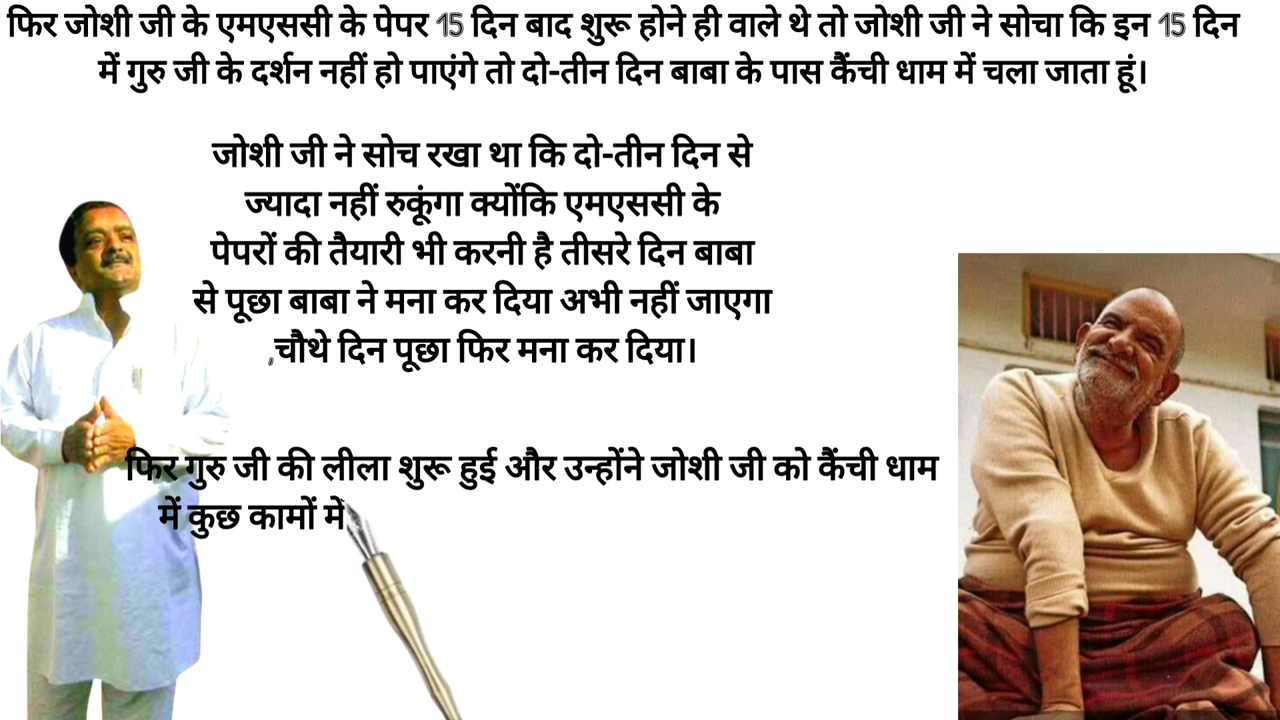 फिर जोशी जी के एमएससी के पेपर 15 दिन बाद शुरू होने ही वाले थे तो जोशी जी ने सोचा कि इन 15 दिन
में गुरु जी के दर्शन नहीं हो पाएंगे तो दो-तीन दिन बाबा के पास कैंची धाम में चला जाता हूं।
जोशी जी ने सोच रखा था कि दो-तीन दिन से
ज्यादा नहीं रुकूंगा क्योंकि एमएससी के
पेपरों की तैयारी भी करनी है तीसरे दिन बाबा
से पूछा बाबा ने मना कर दिया अभी नहीं जाएगा
,चौथे दिन पूछा फिर मना कर दिया।
फिर गुरु जी की लीला शुरू हुई और उन्होंने जोशी जी को कैंची धाम
में कुछ कामों में